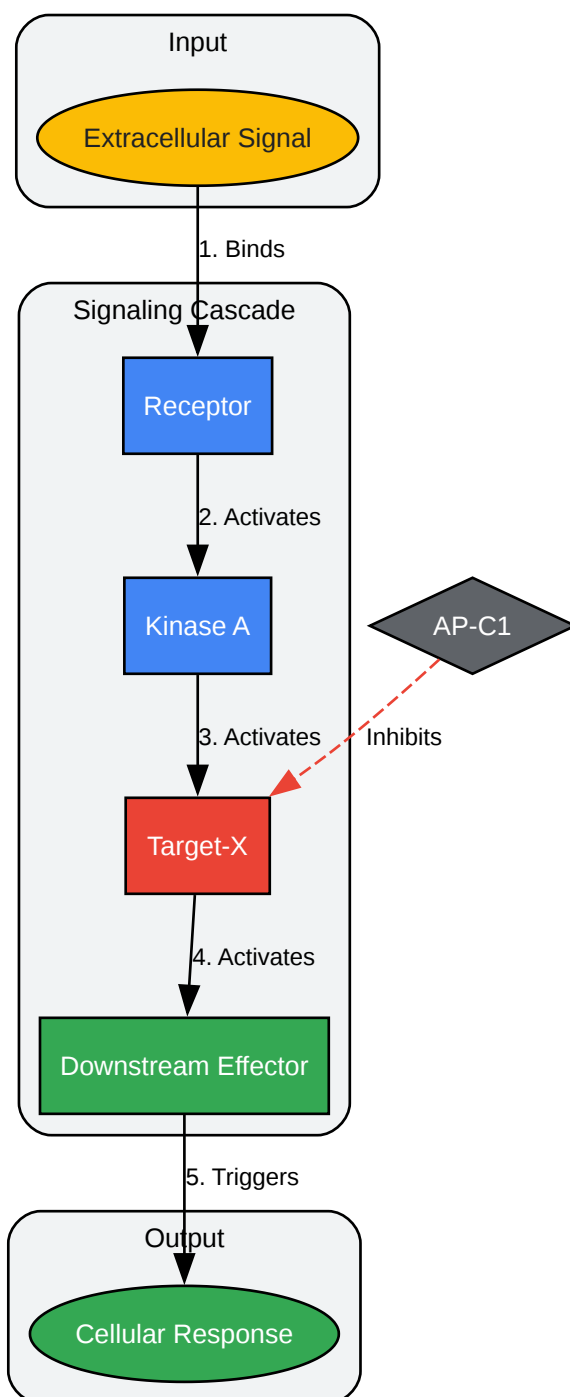 Input
Extracellular Signal
1. Binds
Signaling Cascade
Receptor
2. Activates
Kinase A
AP-C1
3. Activates
Inhibits
Target-X
4. Activates
Downstream Effector
5. Triggers
Output
Cellular Response